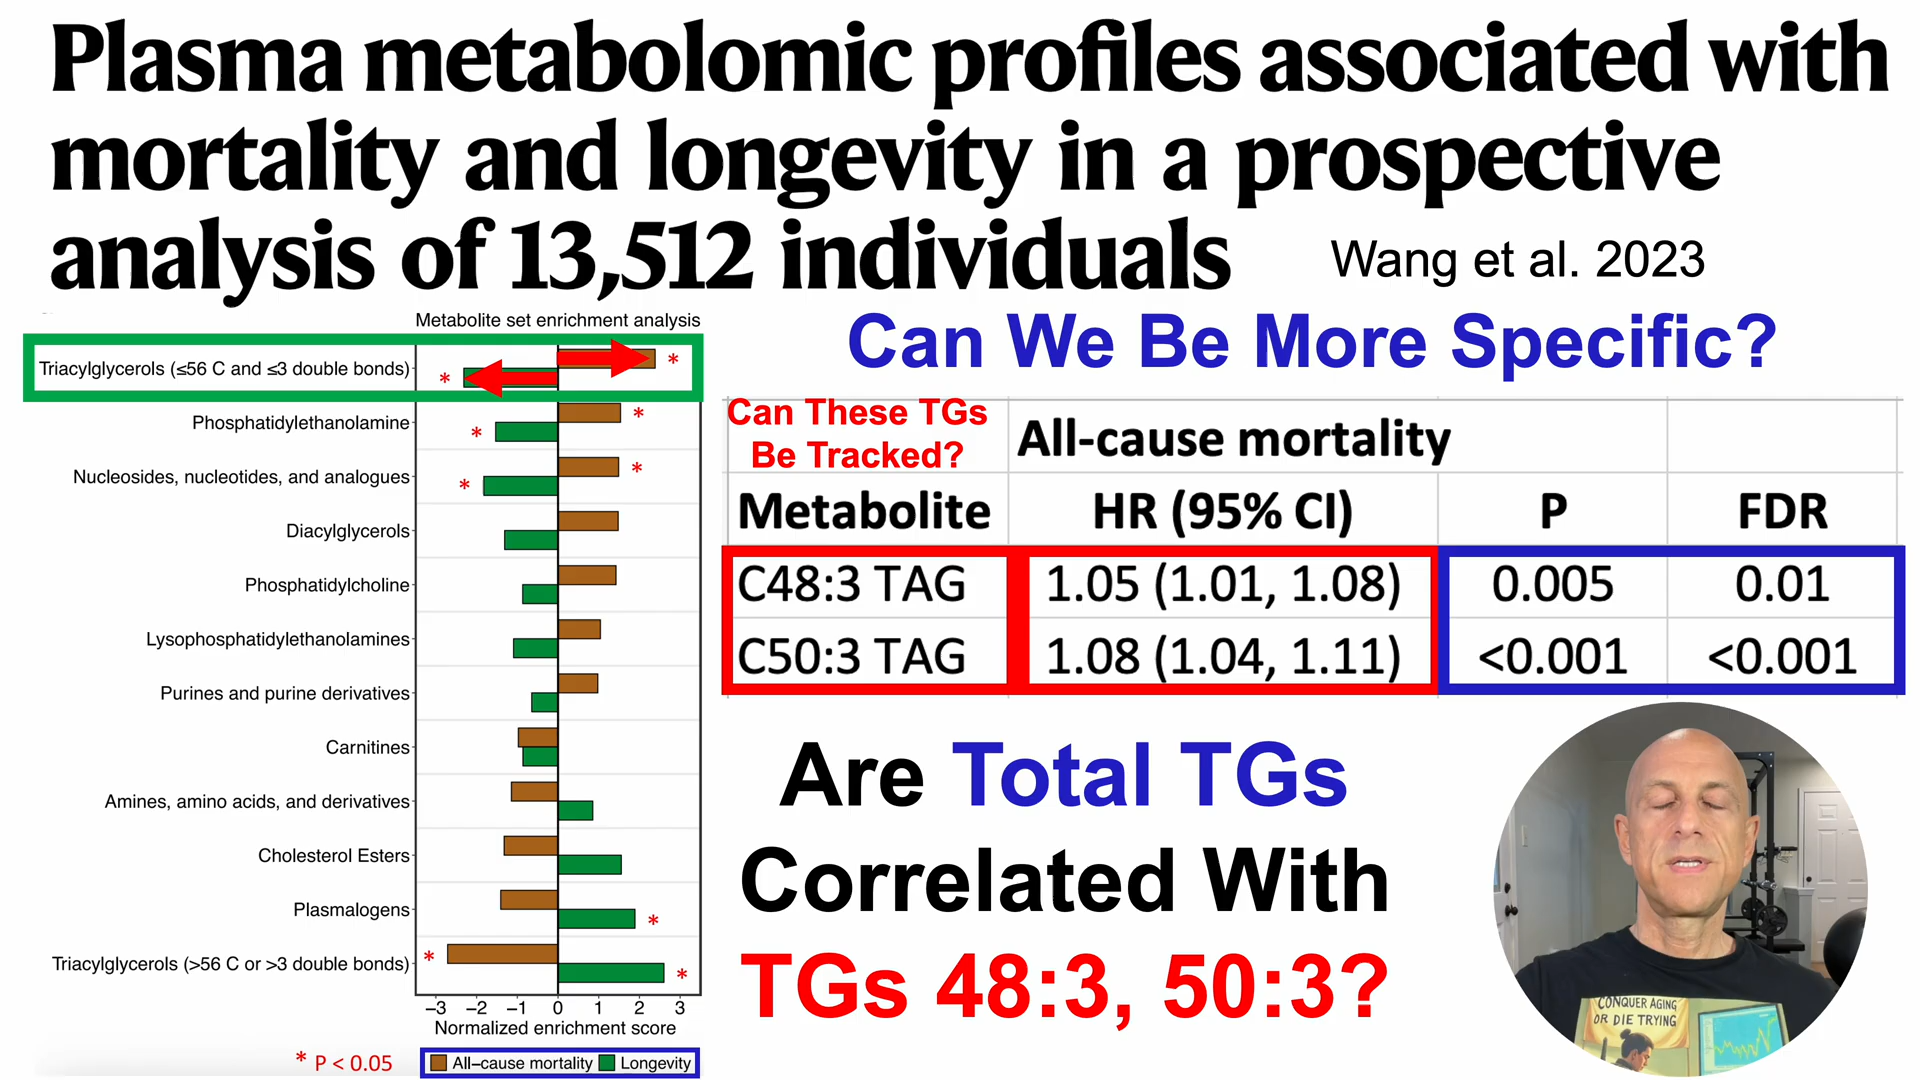 Plasma metabolomic profiles associated with
mortality and longevity in a prospective
analysis of 13,512 individuals
Wang et al. 2023
Metabolite set enrichment analysis
Triacylglycerols (≤56 C and ≤3 double bonds)
*
*
Phosphatidylethanolamine
*
*
Nucleosides, nucleotides, and analogues
*
*
Diacylglycerols
Phosphatidylcholine
Lysophosphatidylethanolamines
Purines and purine derivatives
Carnitines
Amines, amino acids, and derivatives
Cholesterol Esters
Plasmalogens
*
Triacylglycerols (>56 C or >3 double bonds)
*
*
−3 −2 −1 0 1 2 3
Normalized enrichment score
* P < 0.05
All−cause mortality Longevity
Can We Be More Specific?
Can These TGs
Be Tracked?
All-cause mortality
Metabolite HR (95% CI) P FDR
C48:3 TAG 1.05 (1.01, 1.08) 0.005 0.01
C50:3 TAG 1.08 (1.04, 1.11) <0.001 <0.001
Are Total TGs
Correlated With
TGs 48:3, 50:3?
CONQUER AGING
OR DIE TRYING